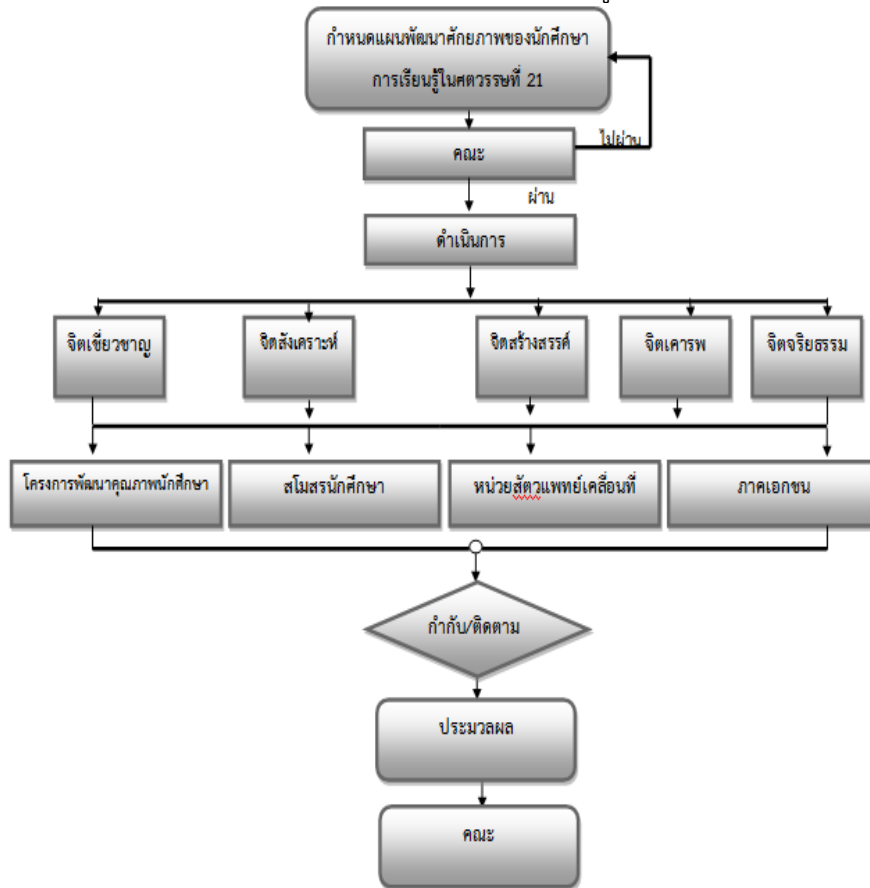 กำหนดแผนพัฒนาศักยภาพของนักศึกษา
การเรียนรู้ในศตวรรษที่ 21
ไม่ผ่าน
คณะ
ผ่าน
ดำเนินการ
จิตเชี่ยวชาญ
จิตสังเคราะห์
จิตสร้างสรรค์
จิตเคารพ
จิตจริยธรรม
โครงการพัฒนาคุณภาพนักศึกษา
สโมสรนักศึกษา
หน่วยสัตวแพทย์เคลื่อนที่
ภาคเอกชน
กำกับ/ติดตาม
ประมวลผล
คณะ